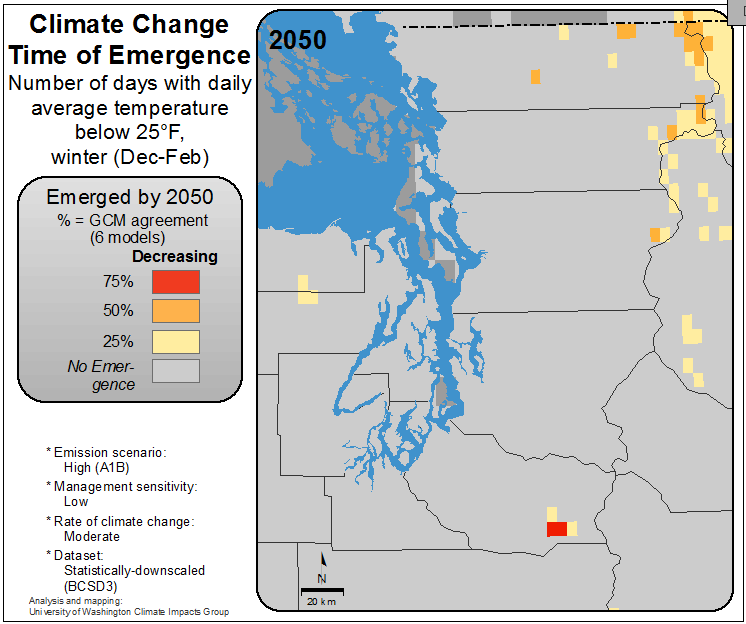 Climate Change
Time of Emergence
Number of days with daily
average temperature
below 25°F,
winter (Dec-Feb)
2050
Emerged by 2050
% = GCM agreement
(6 models)
Decreasing
75%
50%
25%
No Emer-
gence
* Emission scenario:
High (A1B)
* Management sensitivity:
Low
* Rate of climate change:
Moderate
* Dataset:
Statistically-downscaled
(BCSD3)
Analysis and mapping:
University of Washington Climate Impacts Group
N
20 km